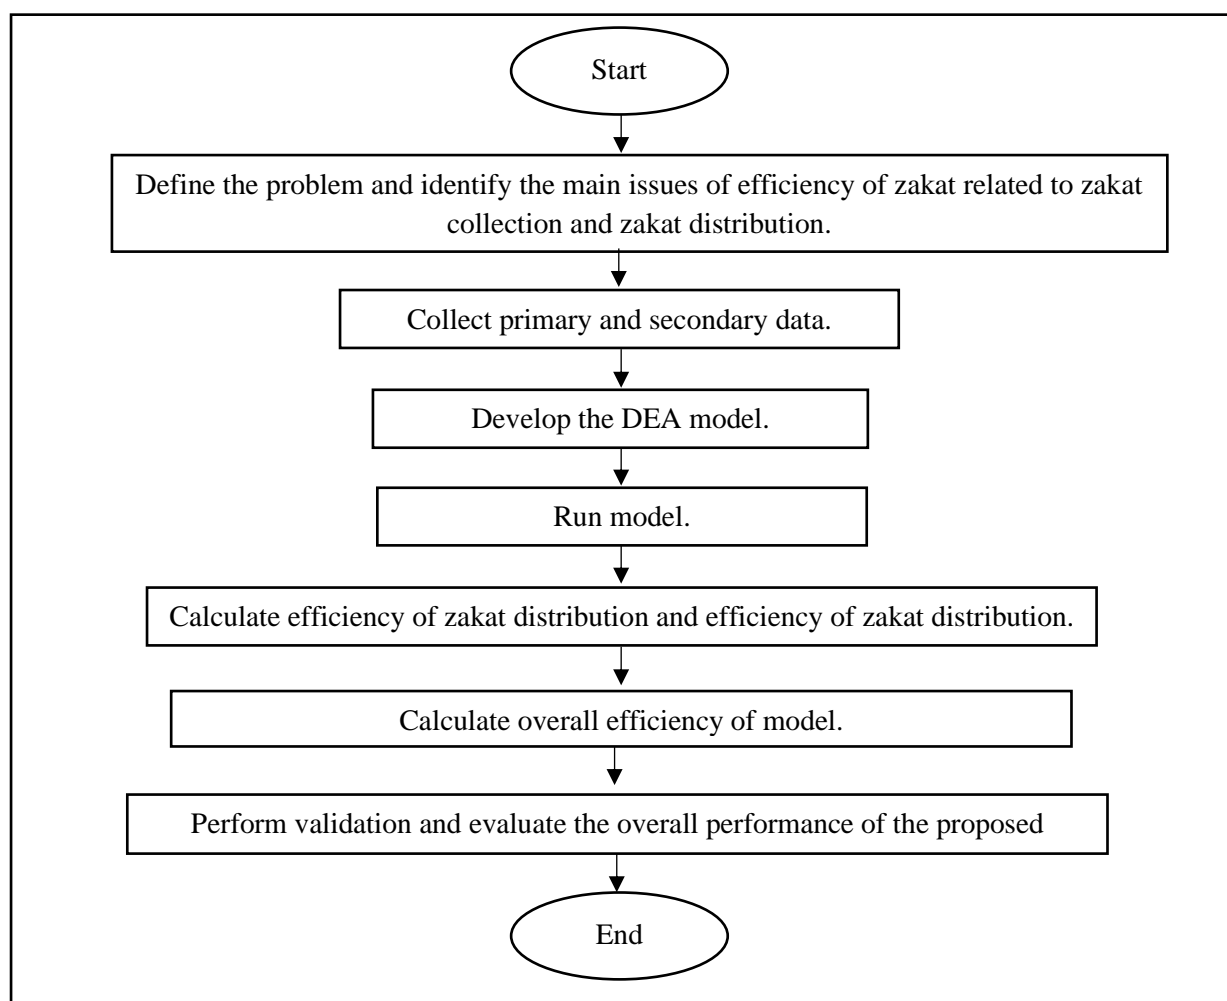 Start
Define the problem and identify the main issues of efficiency of zakat related to zakat
collection and zakat distribution.
Collect primary and secondary data.
Develop the DEA model.
Run model.
Calculate efficiency of zakat distribution and efficiency of zakat distribution.
Calculate overall efficiency of model.
Perform validation and evaluate the overall performance of the proposed
End